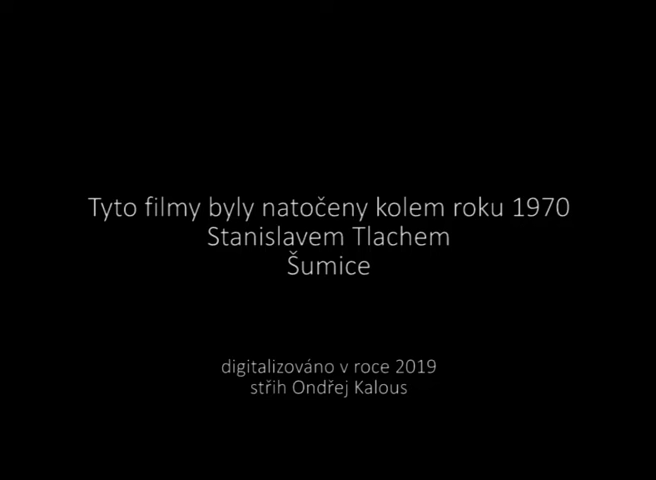 Tyto filmy byly natočeny kolem roku 1970
Stanislavem Tlachem
Šumice
digitalizováno v roce 2019
střih Ondřej Kalous